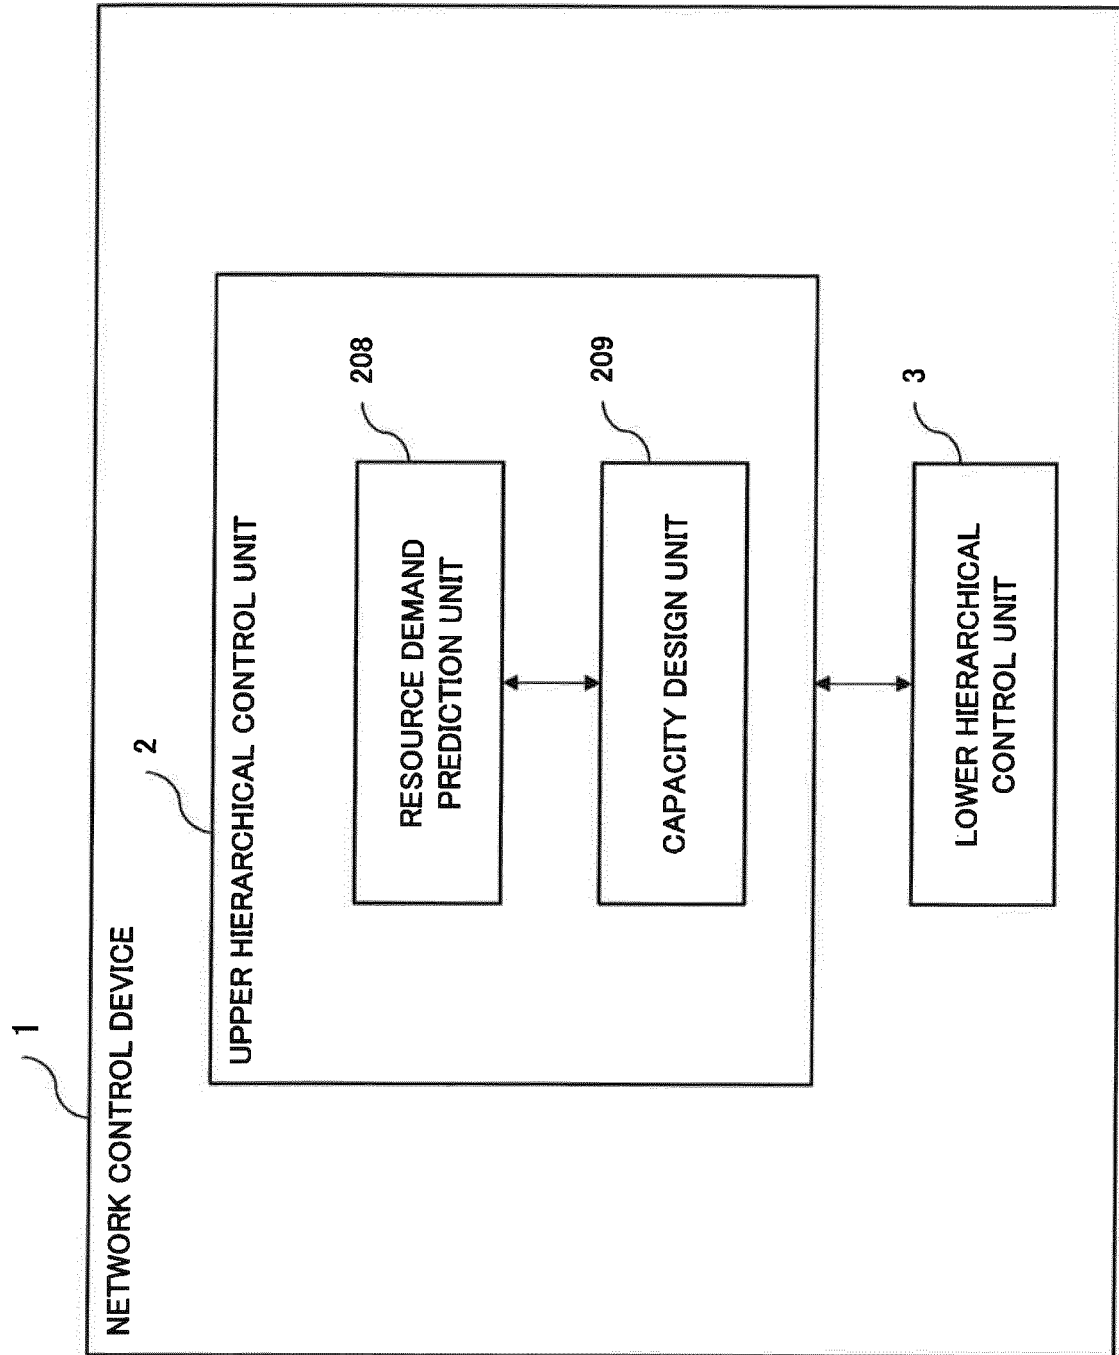 1
NETWORK CONTROL DEVICE
2
UPPER HIERARCHICAL CONTROL UNIT
208
RESOURCE DEMAND
PREDICTION UNIT
209
CAPACITY DESIGN UNIT
3
LOWER HIERARCHICAL
CONTROL UNIT